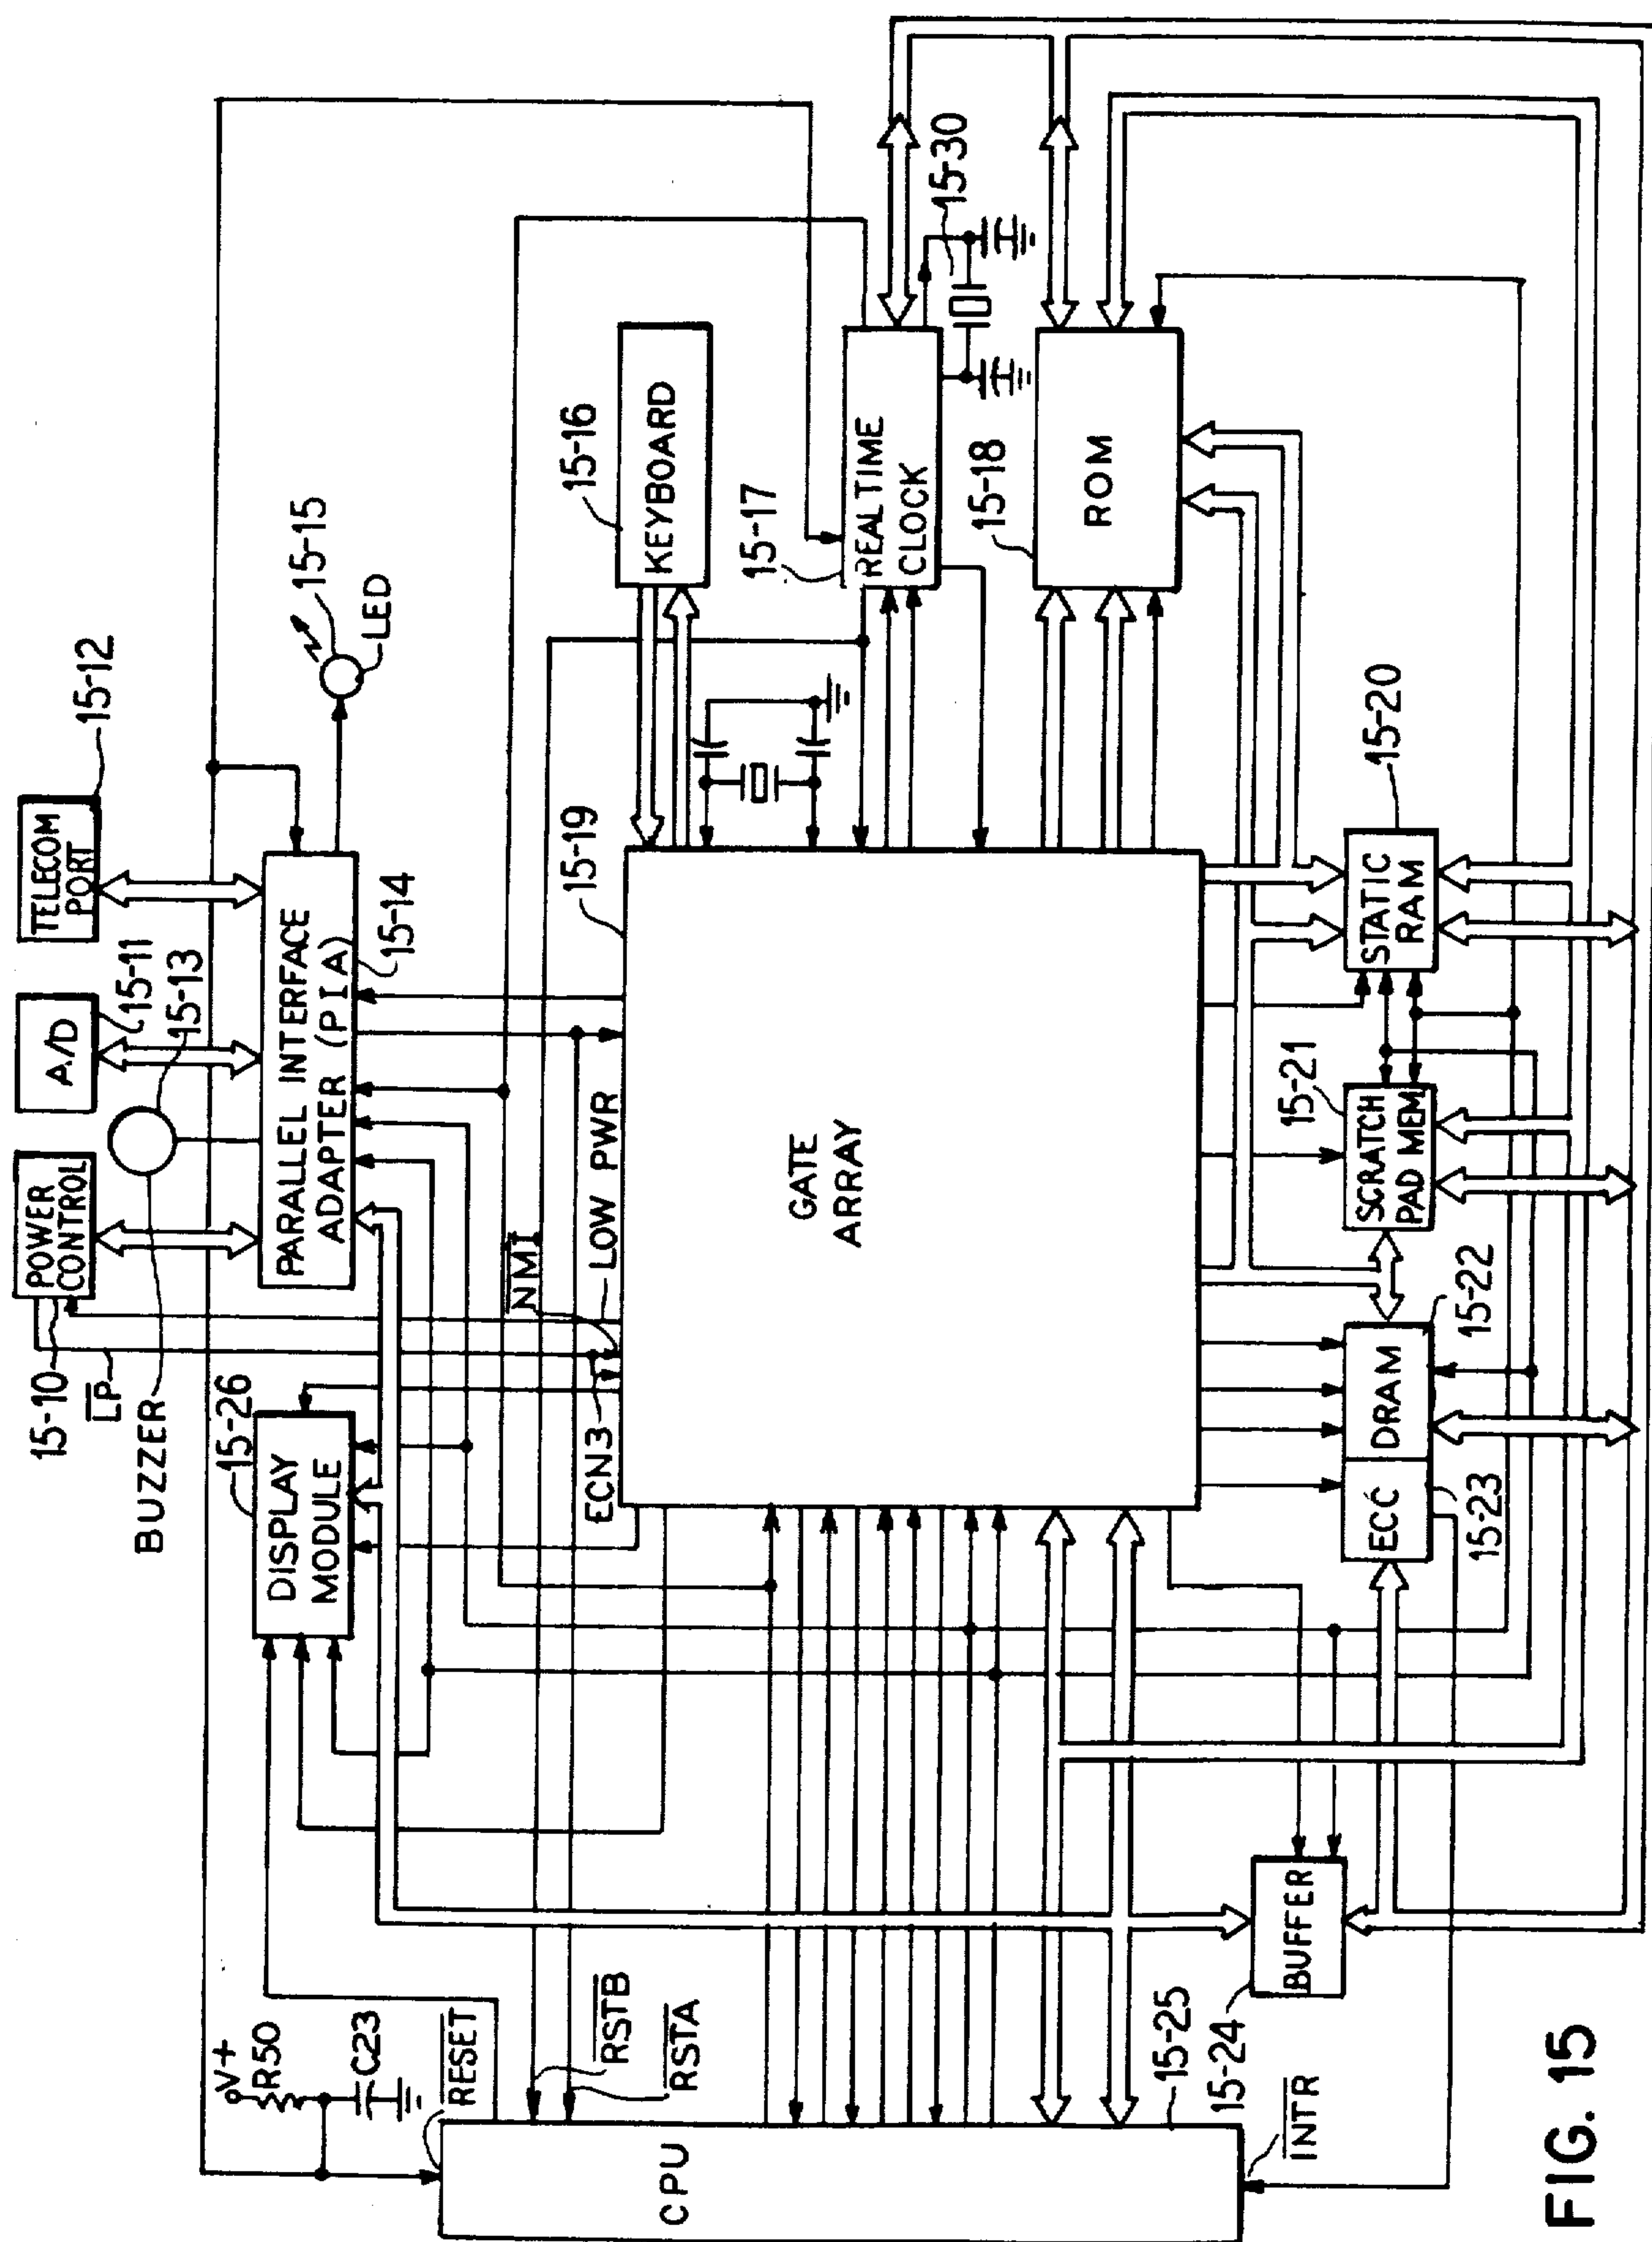 TELECOM
PORT
15-12
A/D
15-11
15-13
POWER
CONTROL
15-10
LP
BUZZER
PARALLEL INTERFACE
ADAPTER (PIA)
15-14
15-15
LED
15-26
DISPLAY
MODULE
V+
R50
C23
RESET
RSTB
RSTA
CPU
15-25
INTR
NMI
LOW PWR
ECN3
15-19
GATE
ARRAY
15-16
KEYBOARD
15-17
REALTIME
CLOCK
15-30
15-18
ROM
15-20
STATIC
RAM
15-21
SCRATCH
PAD MEM
15-22
DRAM
ECC
15-23
BUFFER
15-24
FIG. 15